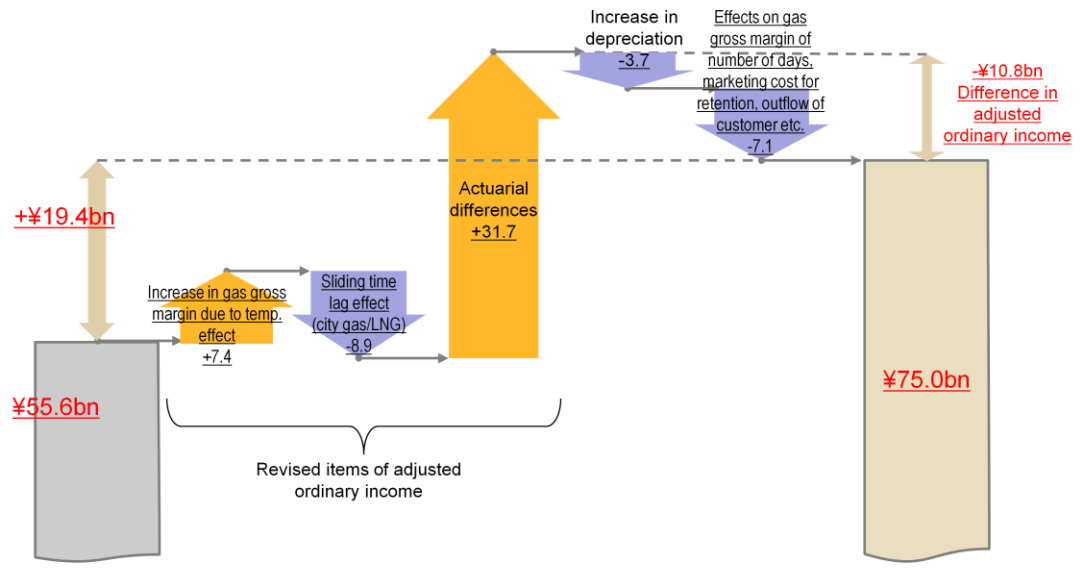 +¥19.4bn
¥55.6bn
Increase in gas gross
margin due to temp.
effect
+7.4
Sliding time
lag effect
(city gas/LNG)
-8.9
Revised items of adjusted
ordinary income
Actuarial
differences
+31.7
Increase in
depreciation
-3.7
Effects on gas
gross margin of
number of days,
marketing cost for
retention, outflow of
customer etc.
-7.1
-¥10.8bn
Difference in
adjusted
ordinary income
¥75.0bn